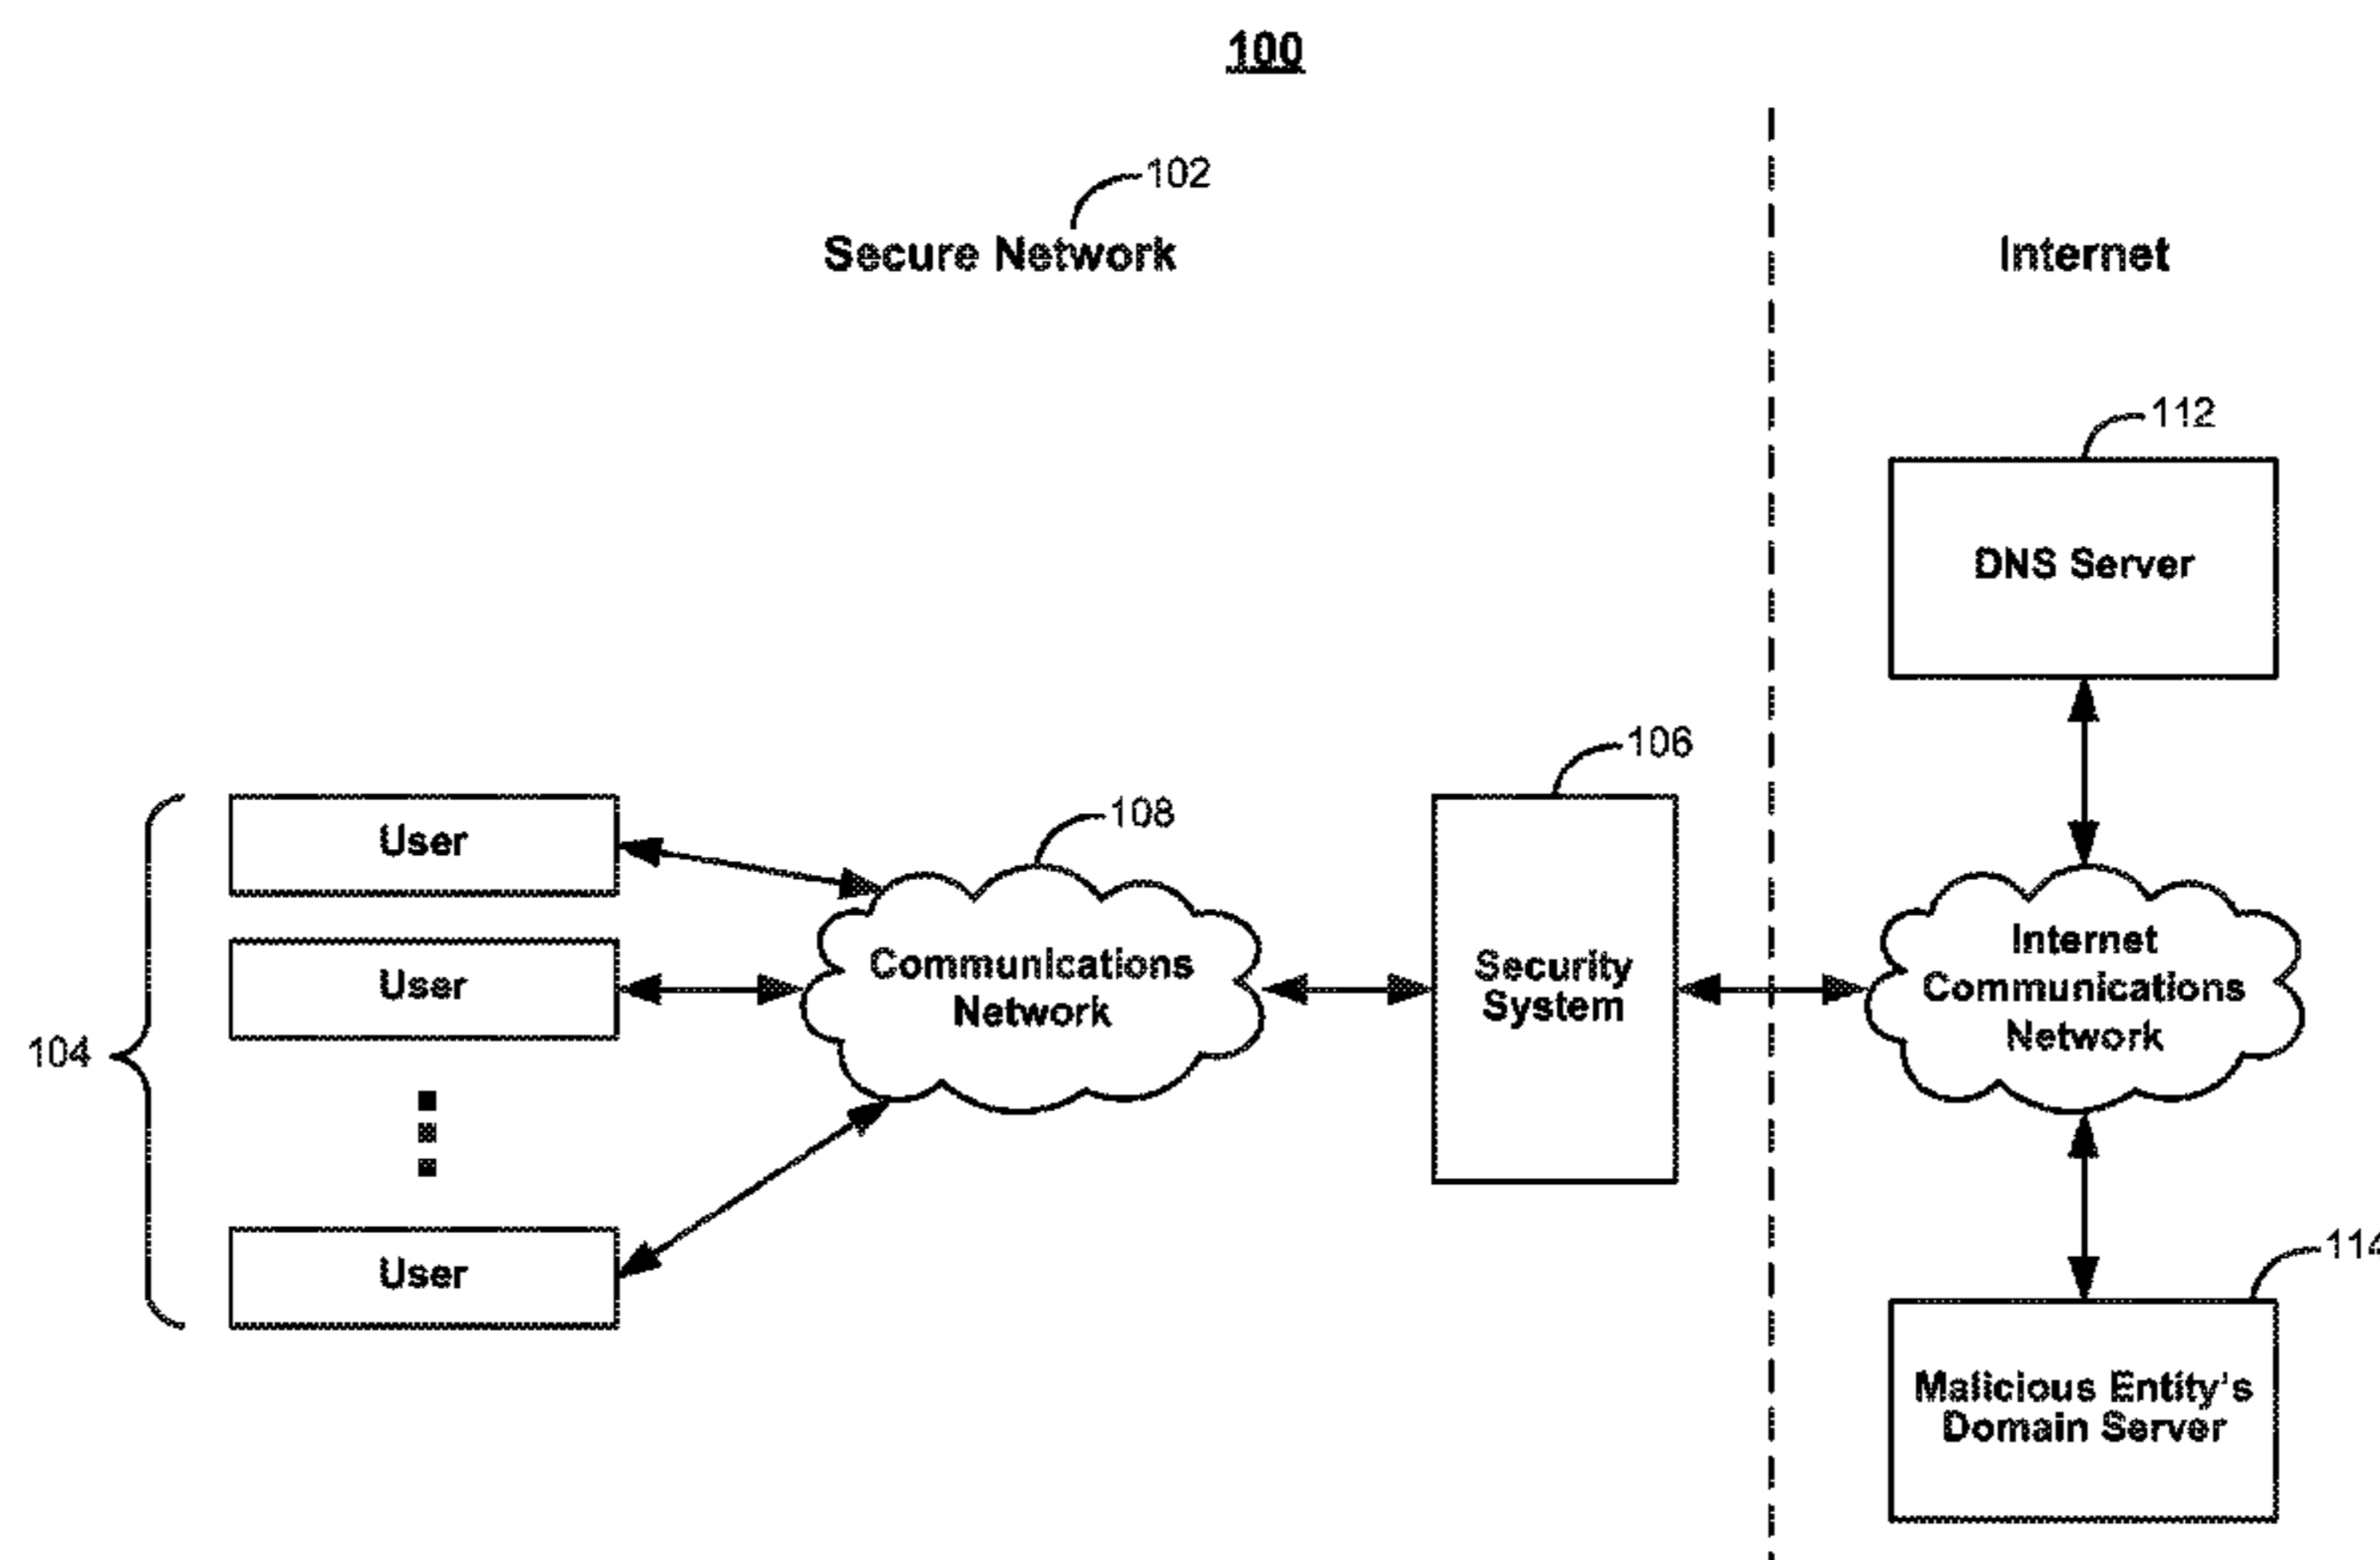 100
102
Secure Network
Internet
112
DNS Server
106
108
User
User
104
User
Communications
Network
Security
System
Internet
Communications
Network
114
Malicious Entity's
Domain Server